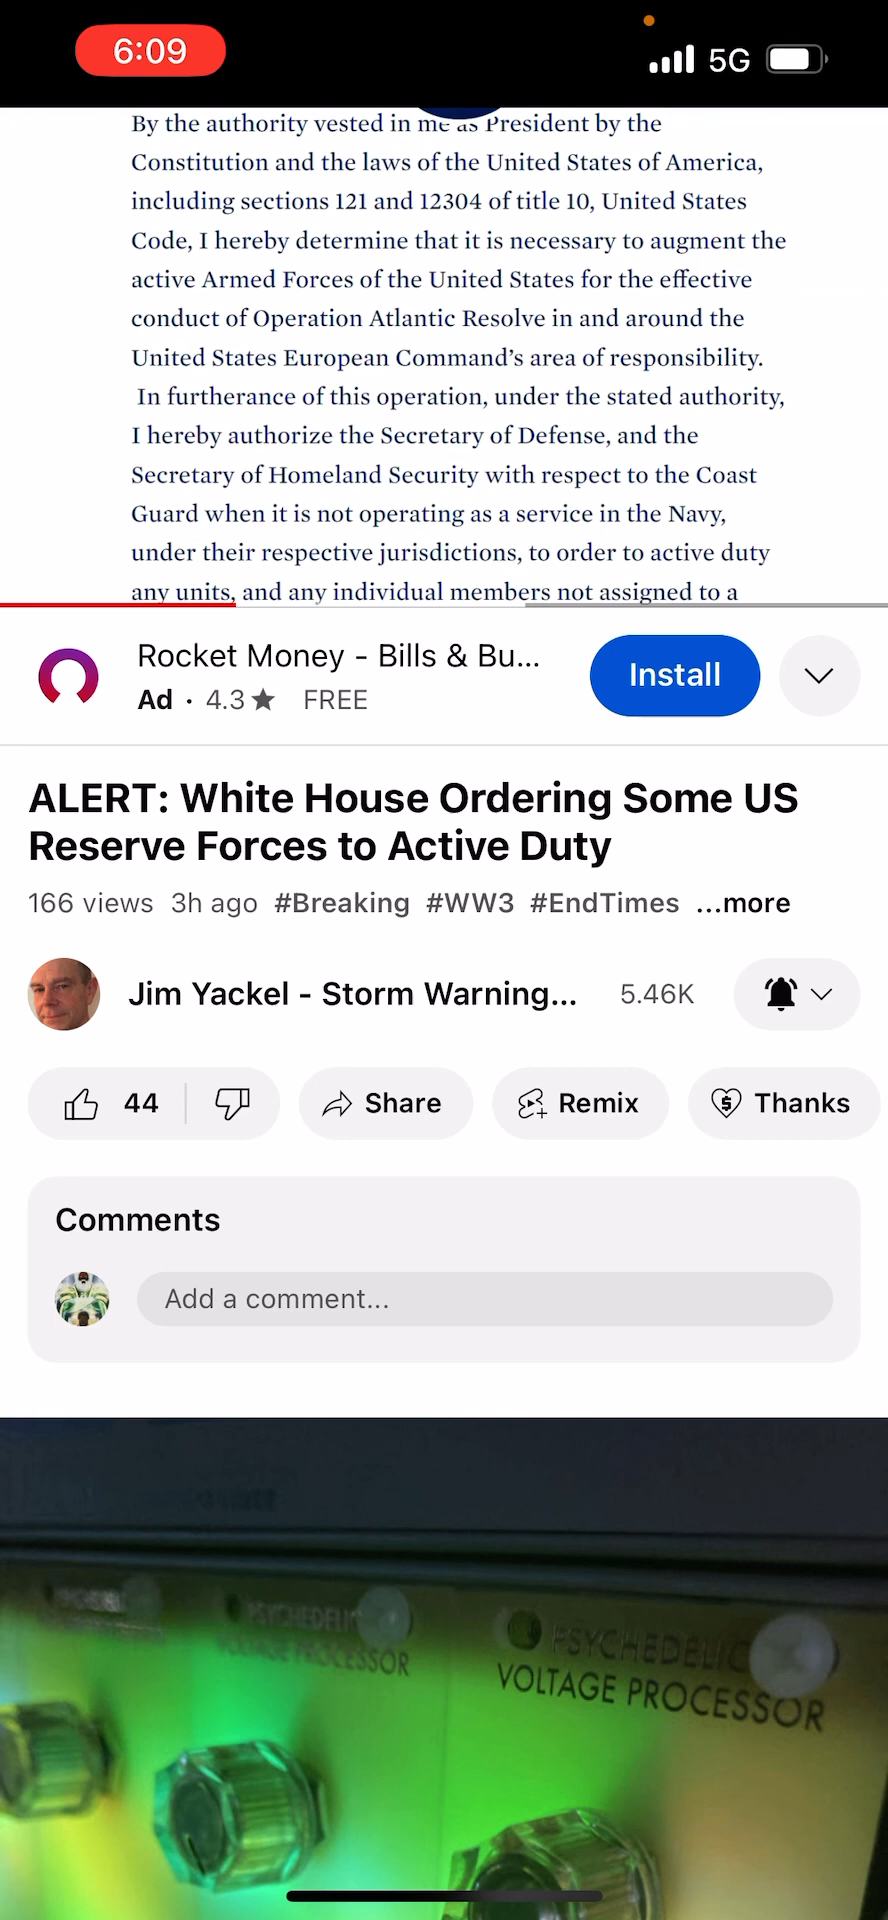 6:09
5G
By the authority vested in me as President by the
Constitution and the laws of the United States of America,
including sections 121 and 12304 of title 10, United States
Code, I hereby determine that it is necessary to augment the
active Armed Forces of the United States for the effective
conduct of Operation Atlantic Resolve in and around the
United States European Command's area of responsibility.
In furtherance of this operation, under the stated authority,
I hereby authorize the Secretary of Defense, and the
Secretary of Homeland Security with respect to the Coast
Guard when it is not operating as a service in the Navy,
under their respective jurisdictions, to order to active duty
any units, and any individual members not assigned to a
Rocket Money - Bills & Bu...
Ad · 4.3★ FREE
Install
ALERT: White House Ordering Some US
Reserve Forces to Active Duty
166 views 3h ago #Breaking #WW3 #EndTimes ...more
Jim Yackel - Storm Warning... 5.46K
44 Share Remix Thanks
Comments
Add a comment...
PSYCHEDELIC
PROCESSOR
PSYCHEDELIC
VOLTAGE PROCESSOR